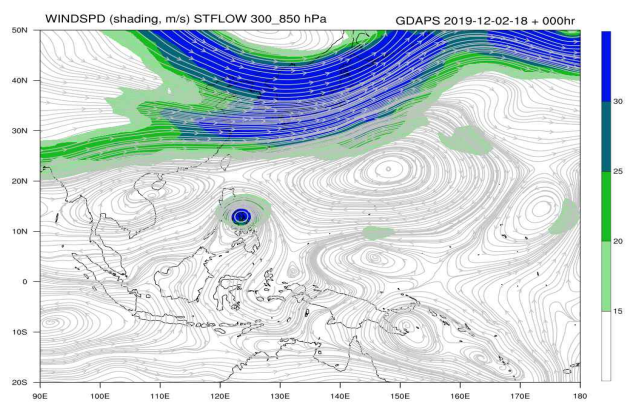 WINDSPD (shading, m/s) STFLOW 300_850 hPa
GDAPS 2019-12-02-18 + 000hr
50N
40N
30N
20N
10N
0
10S
20S
90E 100E 110E 120E 130E 140E 150E 160E 170E 180
30
25
20
15